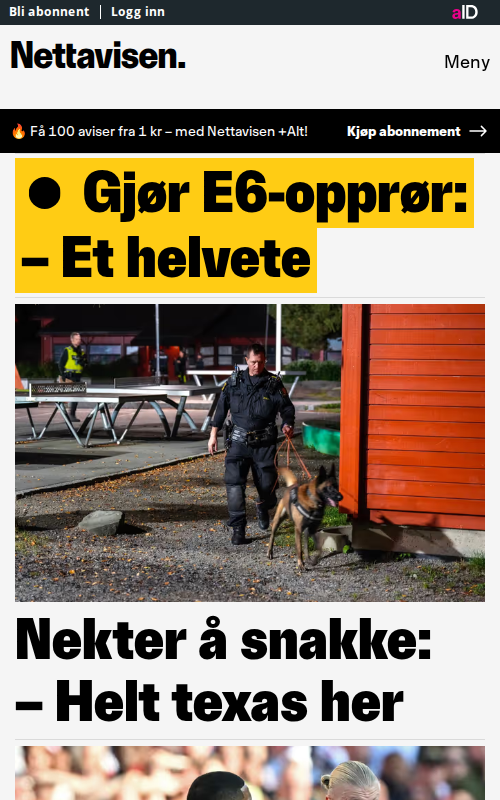 Bli abonnent | Logg inn
aID
Nettavisen.
Meny
🔥 Få 100 aviser fra 1 kr – med Nettavisen +Alt!
Kjøp abonnement →
● Gjør E6-opprør:
– Et helvete
Nekter å snakke:
– Helt texas her